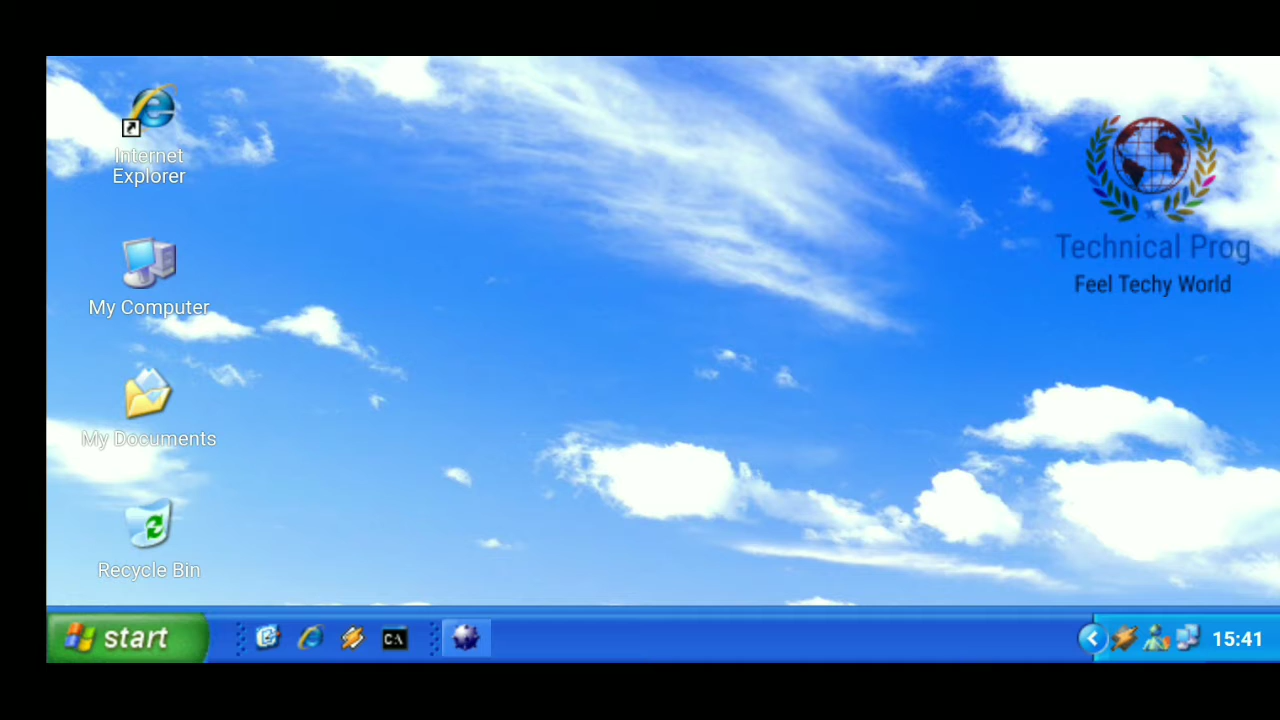 Internet
Explorer
Technical Prog
Feel Techy World
My Computer
My Documents
Recycle Bin
start
C:\
15:41